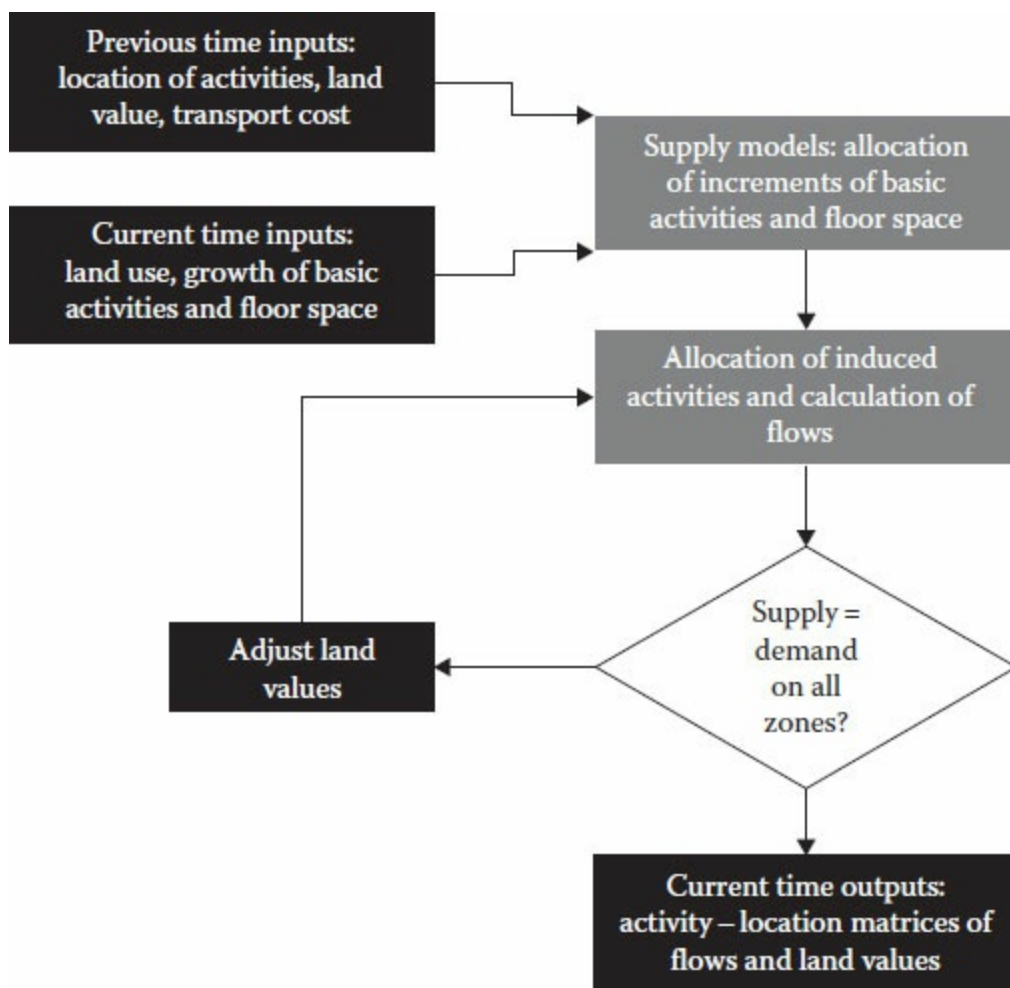 Previous time inputs:
location of activities, land
value, transport cost
Supply models: allocation
of increments of basic
activities and floor space
Current time inputs:
land use, growth of basic
activities and floor space
Allocation of induced
activities and calculation of
flows
Supply =
demand
on all
zones?
Adjust land
values
Current time outputs:
activity – location matrices of
flows and land values